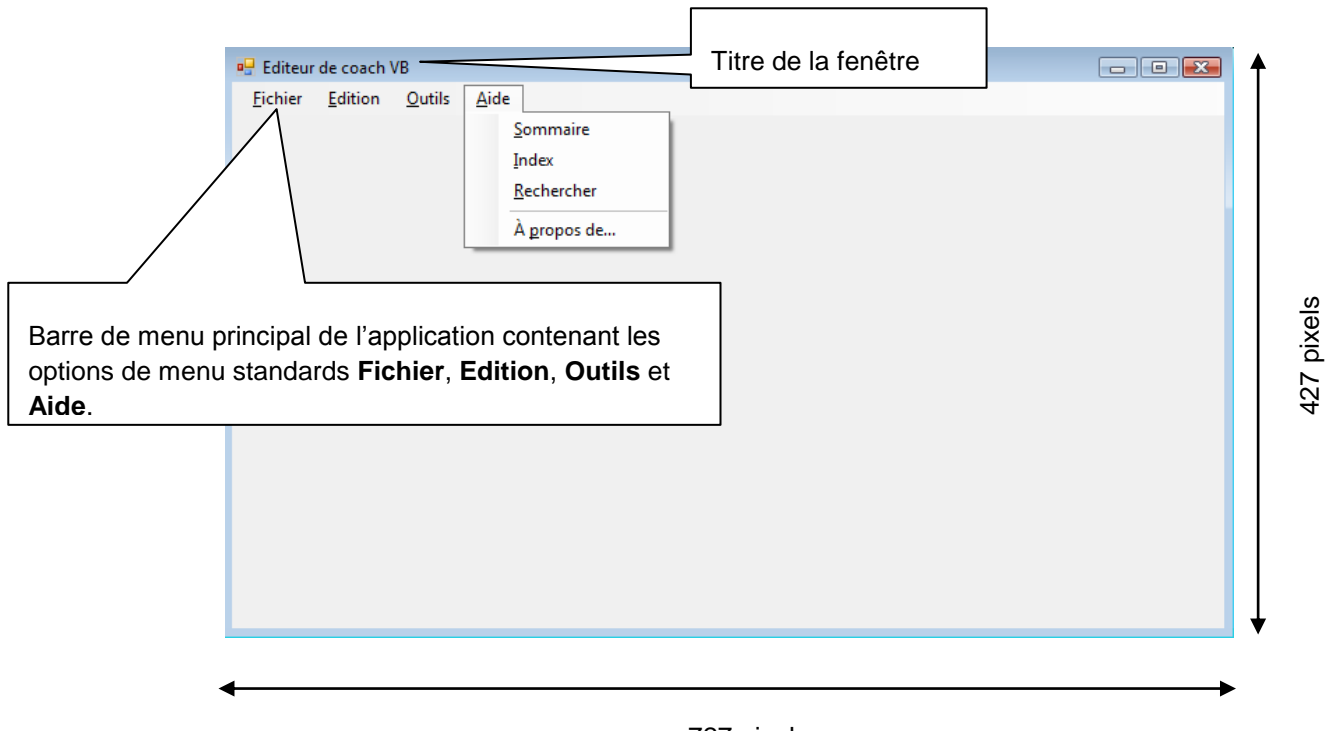 Titre de la fenêtre
Editeur de coach VB
Fichier Edition Outils Aide
Sommaire
Index
Rechercher
À propos de...
Barre de menu principal de l'application contenant les
options de menu standards Fichier, Edition, Outils et
Aide.
427 pixels